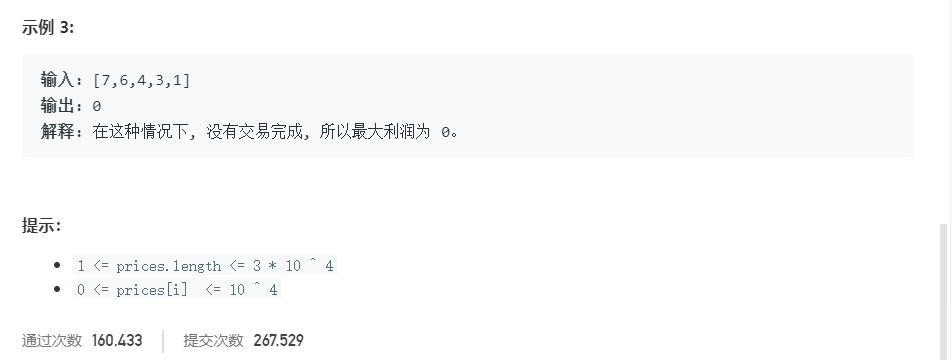 示例 3:
输入: [7,6,4,3,1]
输出: 0
解释: 在这种情况下, 没有交易完成, 所以最大利润为 0。
提示：
• 1 <= prices.length <= 3 * 10 ^ 4
• 0 <= prices[i]  <= 10 ^ 4
通过次数 160,433 | 提交次数 267,529